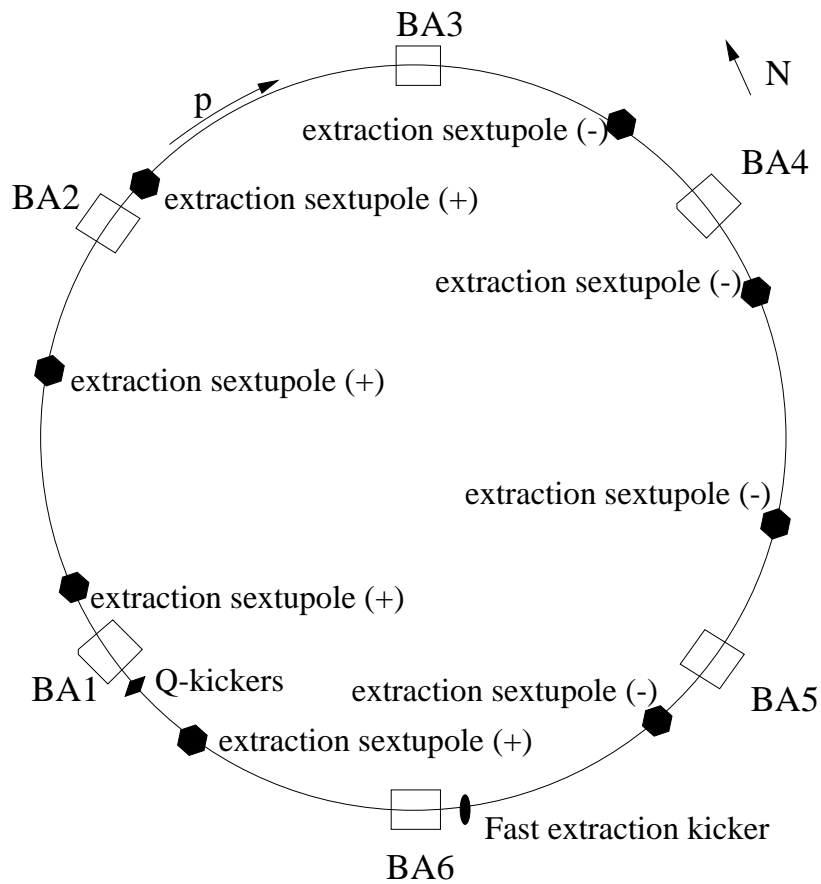 BA3
N
p
extraction sextupole (-)
BA4
BA2
extraction sextupole (+)
extraction sextupole (-)
extraction sextupole (+)
extraction sextupole (-)
extraction sextupole (+)
BA1
Q-kickers
extraction sextupole (-)
BA5
extraction sextupole (+)
Fast extraction kicker
BA6